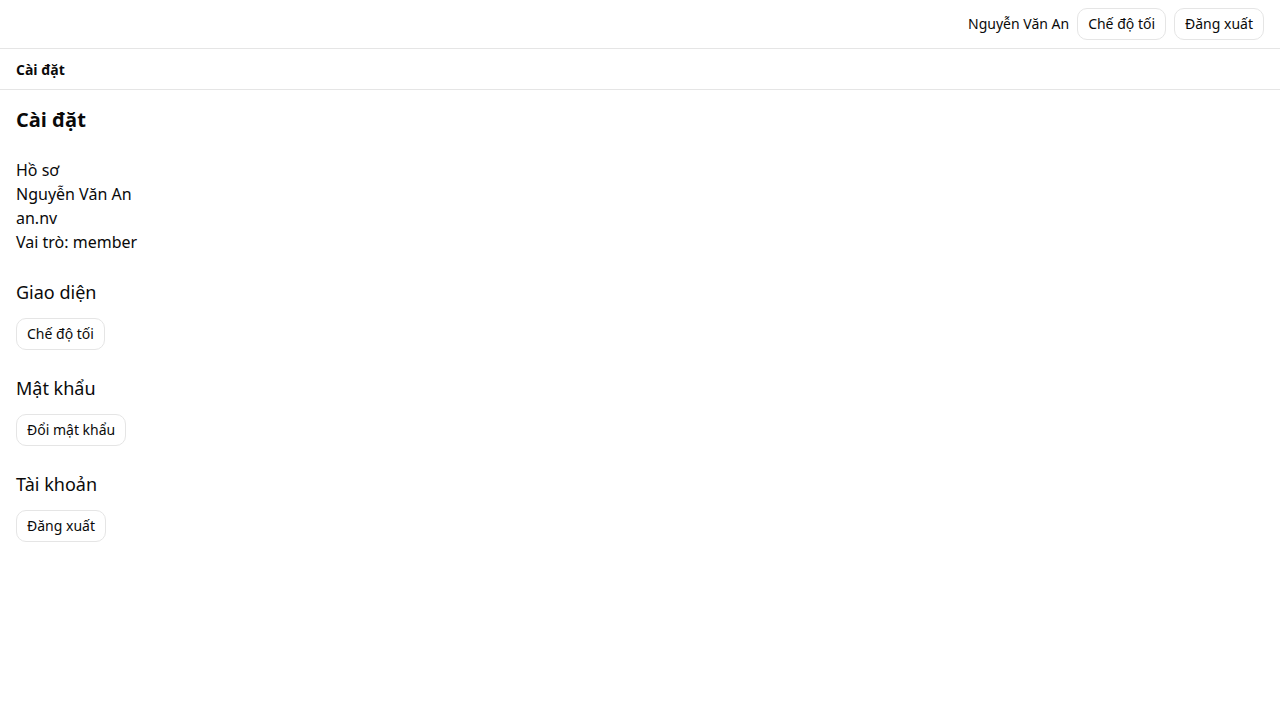 Nguyễn Văn An Chế độ tối Đăng xuất
Cài đặt
Cài đặt
Hồ sơ
Nguyễn Văn An
an.nv
Vai trò: member
Giao diện
Chế độ tối
Mật khẩu
Đổi mật khẩu
Tài khoản
Đăng xuất